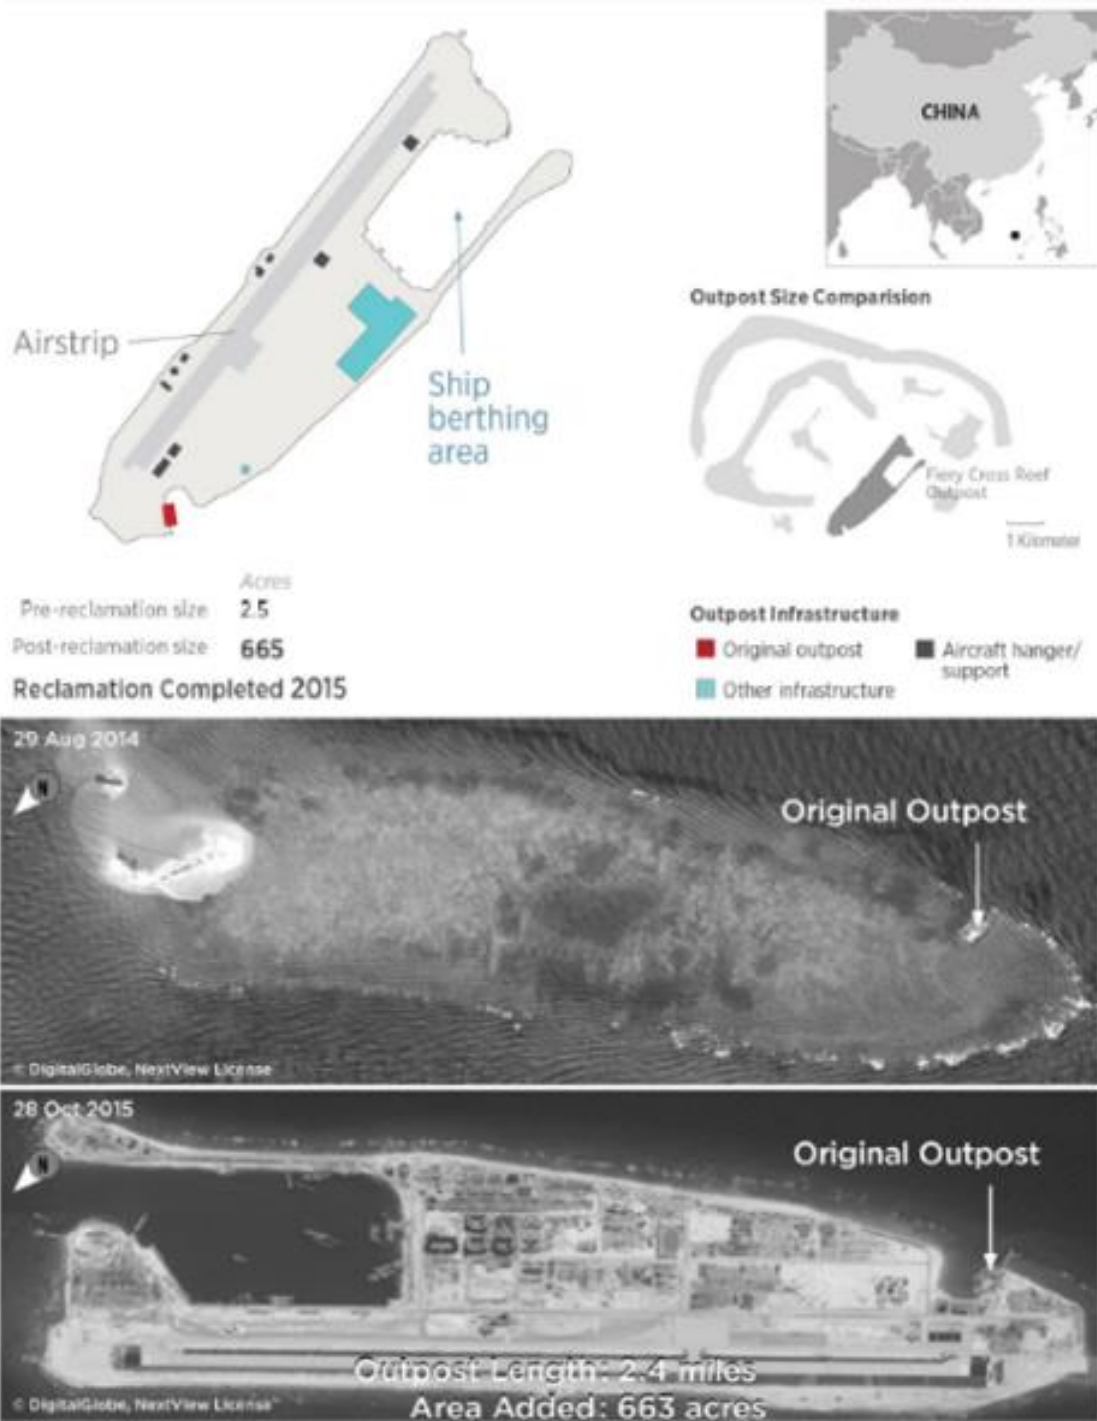 CHINA
Airstrip
Ship
berthing
area
Outpost Size Comparision
Fiery Cross Reef
Outpost
1 Kilometer
Acres
Pre-reclamation size 2.5
Post-reclamation size 665
Reclamation Completed 2015
Outpost Infrastructure
Original outpost
Aircraft hanger/
support
Other infrastructure
29 Aug 2014
N
Original Outpost
© DigitalGlobe, NextView License
28 Oct 2015
N
Original Outpost
Outpost Length: 2.4 miles
Area Added: 663 acres
© DigitalGlobe, NextView License